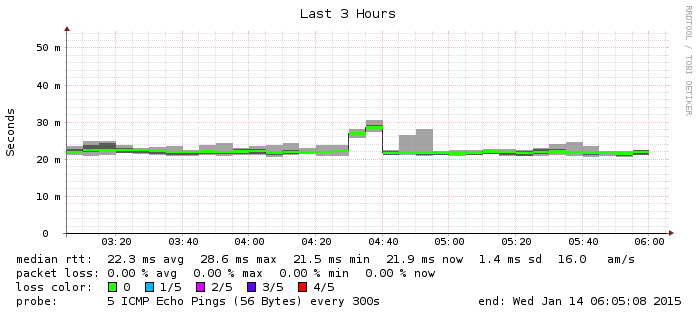 Last 3 Hours
RRDTOOL / TOBI OETIKER
Seconds
50 m
40 m
30 m
20 m
10 m
0
03:20 03:40 04:00 04:20 04:40 05:00 05:20 05:40 06:00
median rtt: 22.3 ms avg 28.6 ms max 21.5 ms min 21.9 ms now 1.4 ms sd 16.0 am/s
packet loss: 0.00 % avg 0.00 % max 0.00 % min 0.00 % now
loss color: 0 1/5 2/5 3/5 4/5
probe: 5 ICMP Echo Pings (56 Bytes) every 300s end: Wed Jan 14 06:05:08 2015